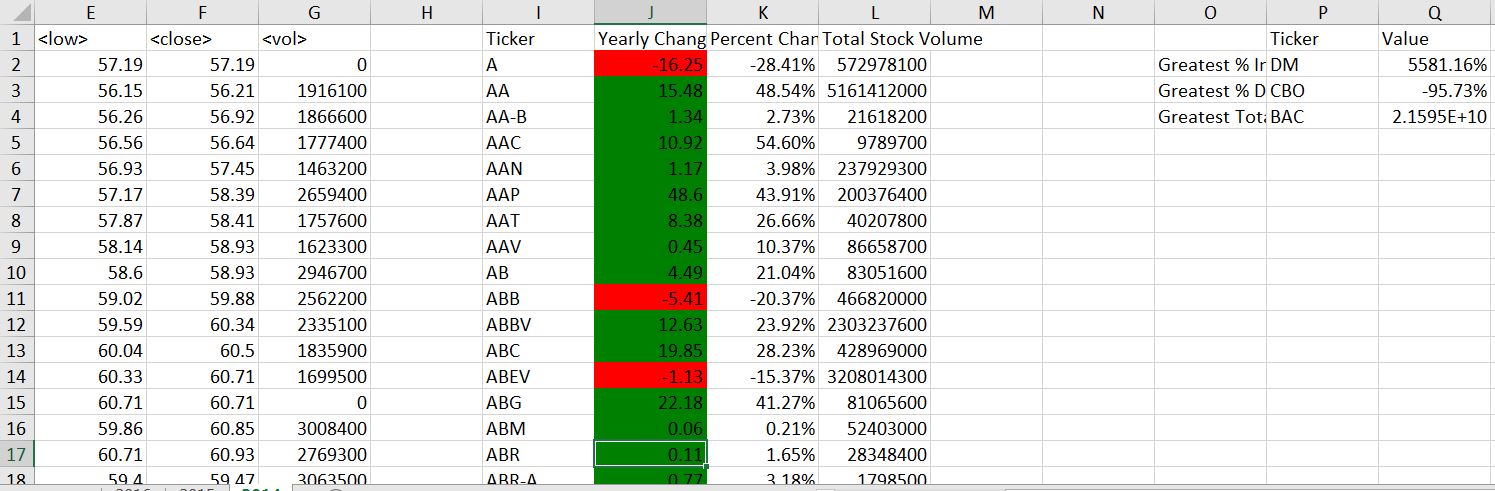 E F G H I J K L M N O P Q
1 <low> <close> <vol> Ticker Yearly Chang Percent Chan Total Stock Volume Ticker Value
2 57.19 57.19 0 A -16.25 -28.41% 572978100 Greatest % In DM 5581.16%
3 56.15 56.21 1916100 AA 15.48 48.54% 5161412000 Greatest % D CBO -95.73%
4 56.26 56.92 1866600 AA-B 1.34 2.73% 21618200 Greatest Tota BAC 2.1595E+10
5 56.56 56.64 1777400 AAC 10.92 54.60% 9789700
6 56.93 57.45 1463200 AAN 1.17 3.98% 237929300
7 57.17 58.39 2659400 AAP 48.6 43.91% 200376400
8 57.87 58.41 1757600 AAT 8.38 26.66% 40207800
9 58.14 58.93 1623300 AAV 0.45 10.37% 86658700
10 58.6 58.93 2946700 AB 4.49 21.04% 83051600
11 59.02 59.88 2562200 ABB -5.41 -20.37% 466820000
12 59.59 60.34 2335100 ABBV 12.63 23.92% 2303237600
13 60.04 60.5 1835900 ABC 19.85 28.23% 428969000
14 60.33 60.71 1699500 ABEV -1.13 -15.37% 3208014300
15 60.71 60.71 0 ABG 22.18 41.27% 81065600
16 59.86 60.85 3008400 ABM 0.06 0.21% 52403000
17 60.71 60.93 2769300 ABR 0.11 1.65% 28348400
18 59.4 59.47 3063500 ABR-A 0.77 3.18% 1798500
2016 2015 2014